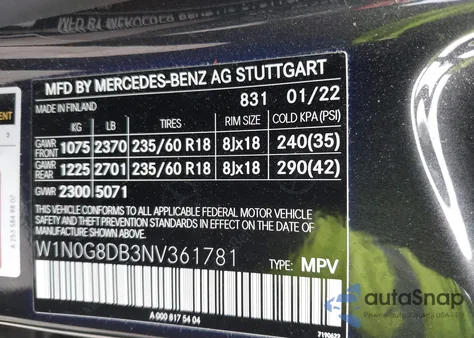 MFD BY MERCEDES-BENZ AG STUTTGART
MADE IN FINLAND 831 01/22
KG LB TIRES RIM SIZE COLD KPA (PSI)
GAWR FRONT 1075 2370 235/60 R18 8Jx18 240(35)
GAWR REAR 1225 2701 235/60 R18 8Jx18 290(42)
GVWR 2300 5071
THIS VEHICLE CONFORMS TO ALL APPLICABLE FEDERAL MOTOR VEHICLE
SAFETY AND THEFT PREVENTION STANDARDS IN EFFECT ON THE DATE OF
MANUFACTURE SHOWN ABOVE.
W1N0G8DB3NV361781
TYPE: MPV
A 000 817 54 04
7190622
autoSnap